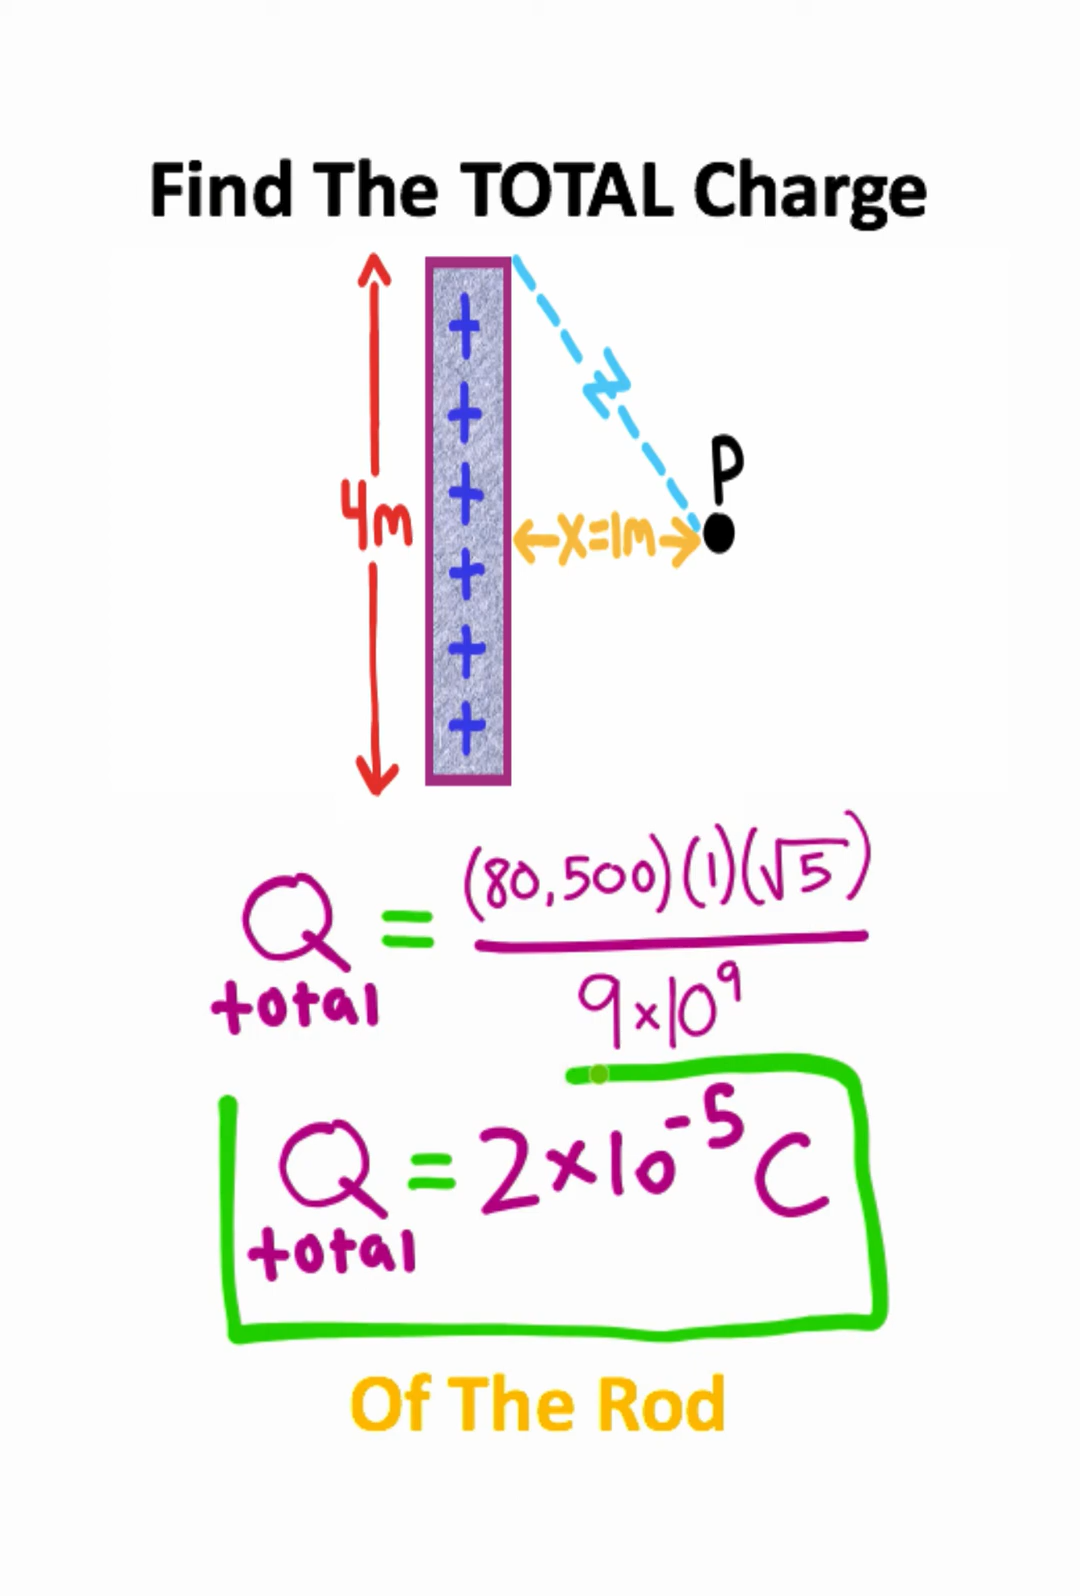 Find The TOTAL Charge
+
+
Z
P
+
4m
X=1m
+
+
+
Q total = (80,500)(1)(√5) / 9×10⁹
Q total = 2×10⁻⁵ C
Of The Rod